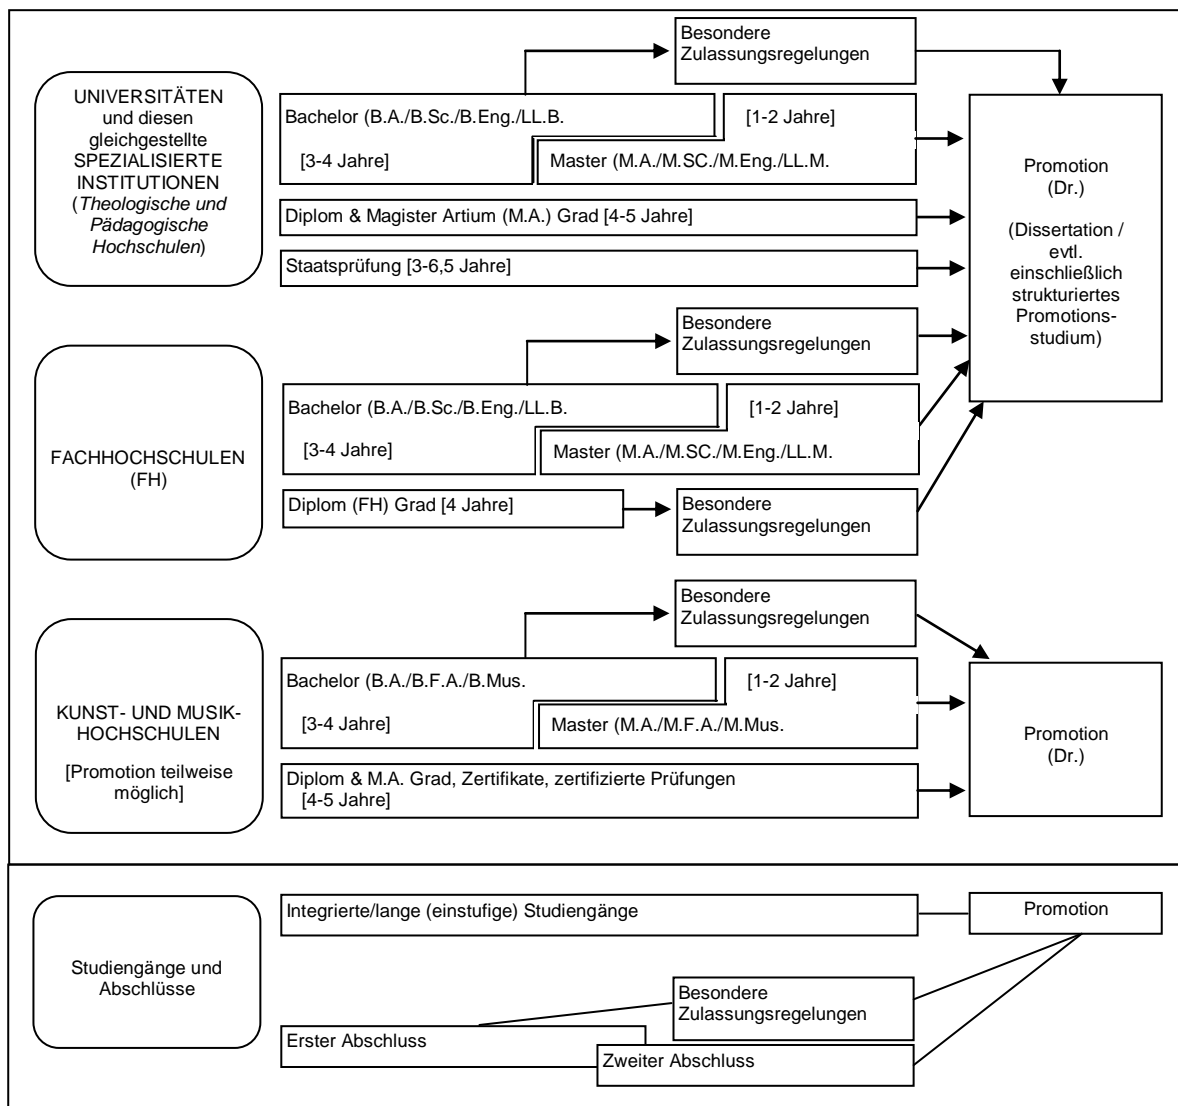 Besondere
Zulassungsregelungen
UNIVERSITÄTEN
und diesen
gleichgestellte
SPEZIALISIERTE
INSTITUTIONEN
(Theologische und
Pädagogische
Hochschulen)
Bachelor (B.A./B.Sc./B.Eng./LL.B.
[1-2 Jahre]
[3-4 Jahre]
Master (M.A./M.SC./M.Eng./LL.M.
Diplom & Magister Artium (M.A.) Grad [4-5 Jahre]
Staatsprüfung [3-6,5 Jahre]
Promotion
(Dr.)
(Dissertation /
evtl.
einschließlich
strukturiertes
Promotions-
studium)
Besondere
Zulassungsregelungen
FACHHOCHSCHULEN
(FH)
Bachelor (B.A./B.Sc./B.Eng./LL.B.
[1-2 Jahre]
[3-4 Jahre]
Master (M.A./M.SC./M.Eng./LL.M.
Diplom (FH) Grad [4 Jahre]
Besondere
Zulassungsregelungen
Besondere
Zulassungsregelungen
KUNST- UND MUSIK-
HOCHSCHULEN
[Promotion teilweise
möglich]
Bachelor (B.A./B.F.A./B.Mus.
[1-2 Jahre]
[3-4 Jahre]
Master (M.A./M.F.A./M.Mus.
Diplom & M.A. Grad, Zertifikate, zertifizierte Prüfungen
[4-5 Jahre]
Promotion
(Dr.)
Studiengänge und
Abschlüsse
Integrierte/lange (einstufige) Studiengänge
Promotion
Besondere
Zulassungsregelungen
Erster Abschluss
Zweiter Abschluss